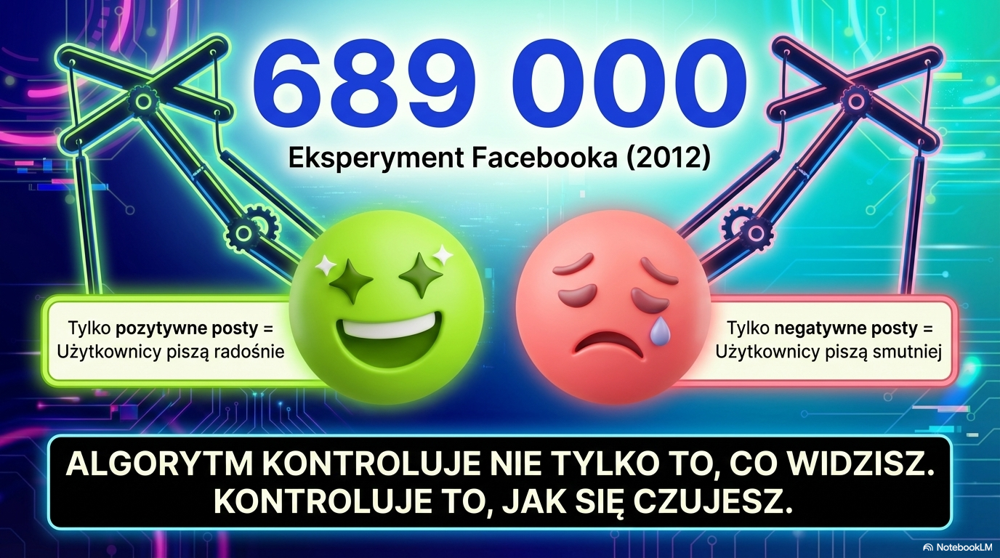 689 000
Eksperyment Facebooka (2012)
Tylko pozytywne posty =
Użytkownicy piszą radośnie
Tylko negatywne posty =
Użytkownicy piszą smutniej
ALGORYTM KONTROLUJE NIE TYLKO TO, CO WIDZISZ.
KONTROLUJE TO, JAK SIĘ CZUJESZ.
NotebookLM